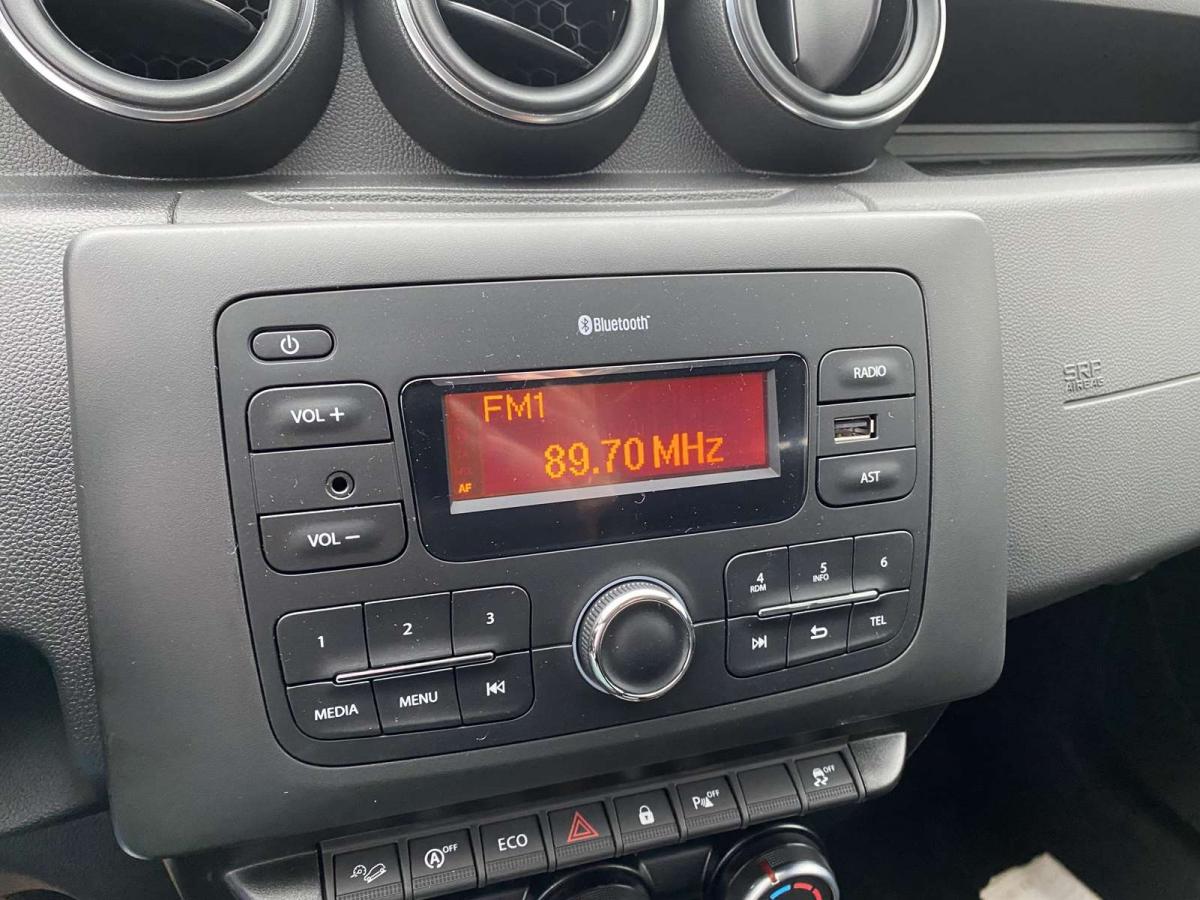 Bluetooth
VOL +
VOL −
FM1
89.70 MHz
AF
RADIO
AST
SRP
AIRBAG
1
2
3
MEDIA
MENU
4
RDM
5
INFO
6
TEL
OFF
ECO
P OFF
OFF